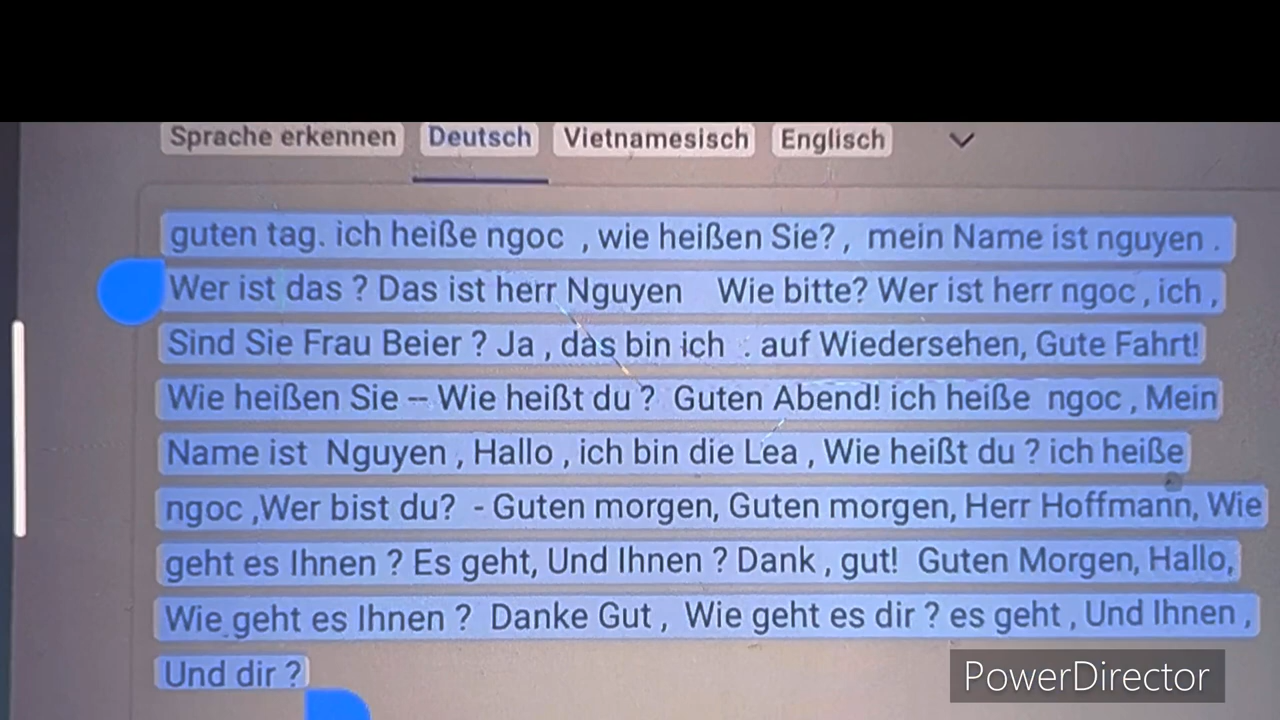 Sprache erkennen Deutsch Vietnamesisch Englisch
guten tag. ich heiße ngoc , wie heißen Sie? , mein Name ist nguyen .
Wer ist das ? Das ist herr Nguyen Wie bitte? Wer ist herr ngoc , ich ,
Sind Sie Frau Beier ? Ja , das bin ich . auf Wiedersehen, Gute Fahrt!
Wie heißen Sie – Wie heißt du ? Guten Abend! ich heiße ngoc , Mein
Name ist Nguyen , Hallo , ich bin die Lea , Wie heißt du ? ich heiße
ngoc ,Wer bist du? - Guten morgen, Guten morgen, Herr Hoffmann, Wie
geht es Ihnen ? Es geht, Und Ihnen ? Dank , gut! Guten Morgen, Hallo,
Wie geht es Ihnen ? Danke Gut , Wie geht es dir ? es geht , Und Ihnen ,
Und dir ?
PowerDirector